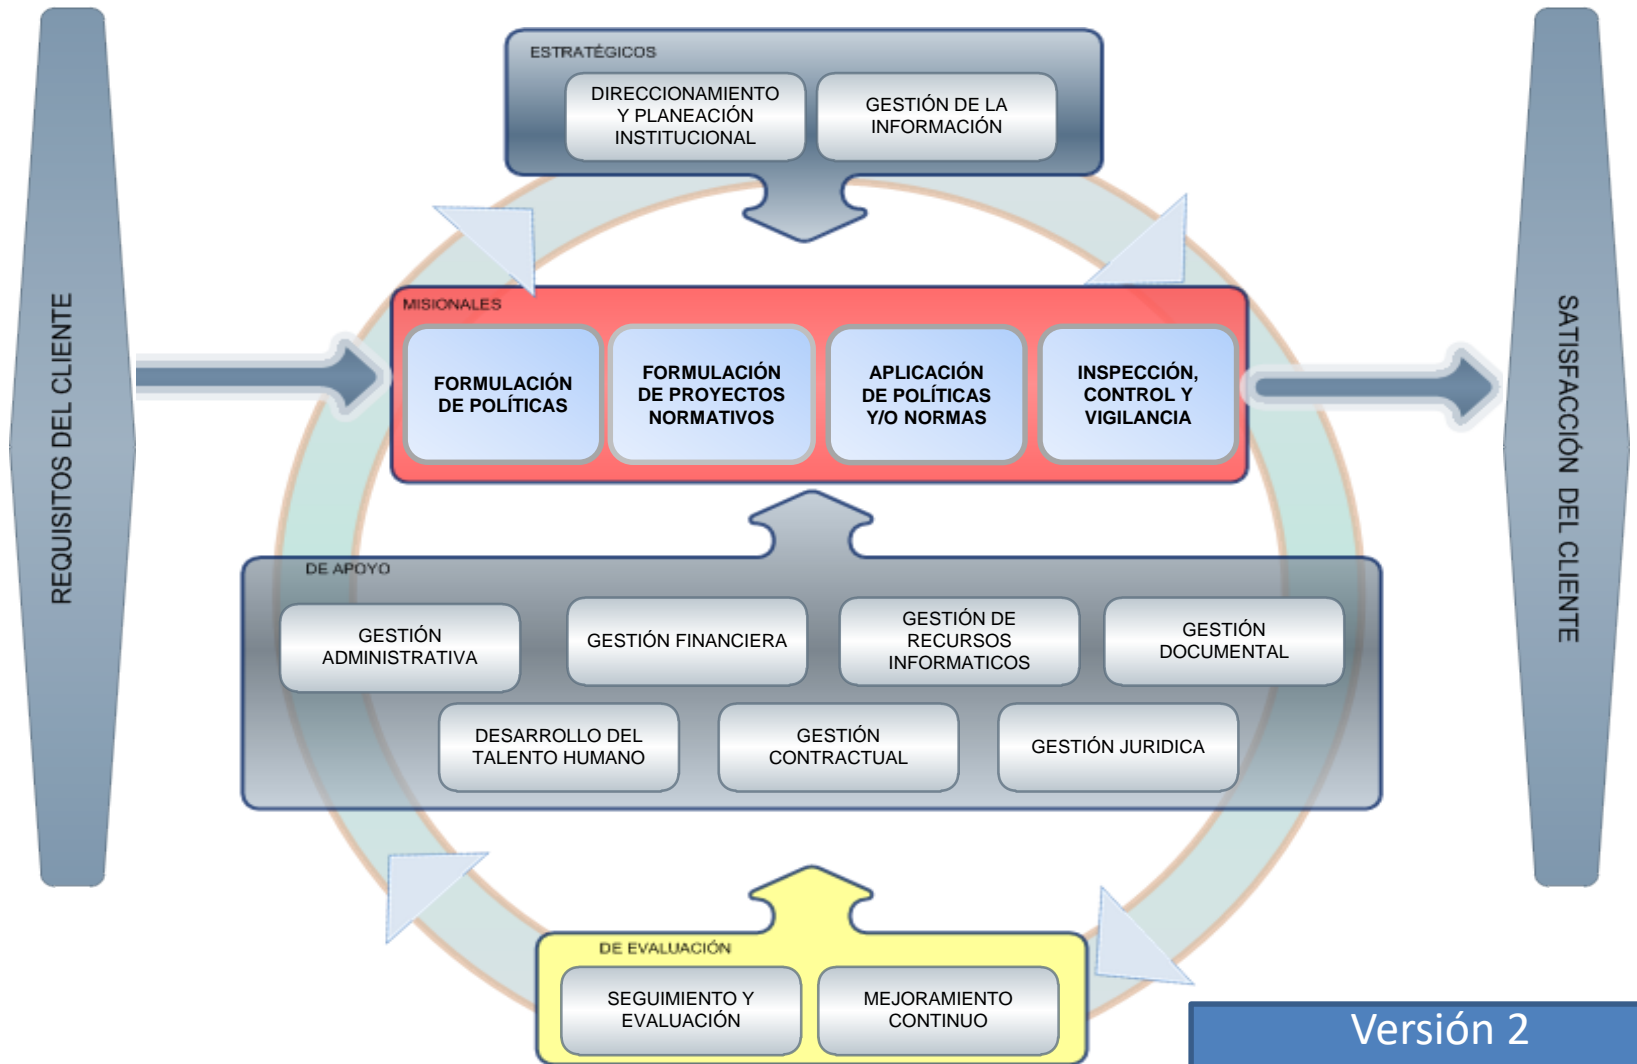 REQUISITOS DEL CLIENTE
ESTRATÉGICOS
DIRECCIONAMIENTO
Y PLANEACIÓN
INSTITUCIONAL
GESTIÓN DE LA
INFORMACIÓN
MISIONALES
FORMULACIÓN
DE POLÍTICAS
FORMULACIÓN
DE PROYECTOS
NORMATIVOS
APLICACIÓN
DE POLÍTICAS
Y/O NORMAS
INSPECCIÓN,
CONTROL Y
VIGILANCIA
SATISFACCIÓN DEL CLIENTE
DE APOYO
GESTIÓN
ADMINISTRATIVA
GESTIÓN FINANCIERA
GESTIÓN DE
RECURSOS
INFORMATICOS
GESTIÓN
DOCUMENTAL
DESARROLLO DEL
TALENTO HUMANO
GESTIÓN
CONTRACTUAL
GESTIÓN JURIDICA
DE EVALUACIÓN
SEGUIMIENTO Y
EVALUACIÓN
MEJORAMIENTO
CONTINUO
Versión 2